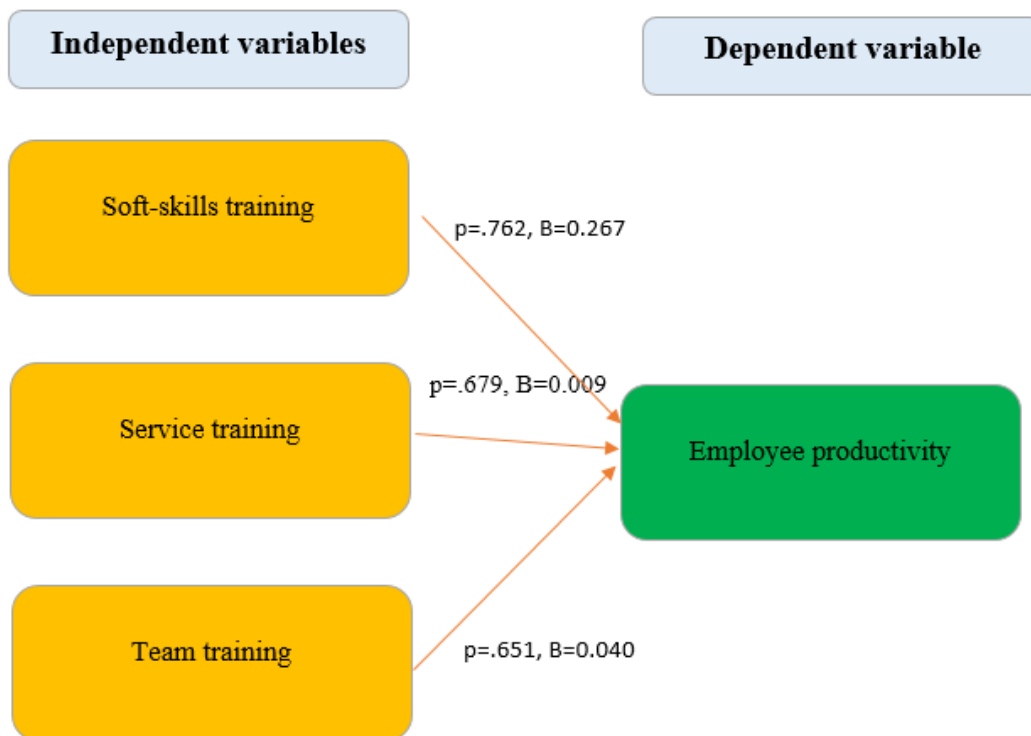 Independent variables
Dependent variable
Soft-skills training
p=.762, B=0.267
p=.679, B=0.009
Service training
Employee productivity
Team training
p=.651, B=0.040